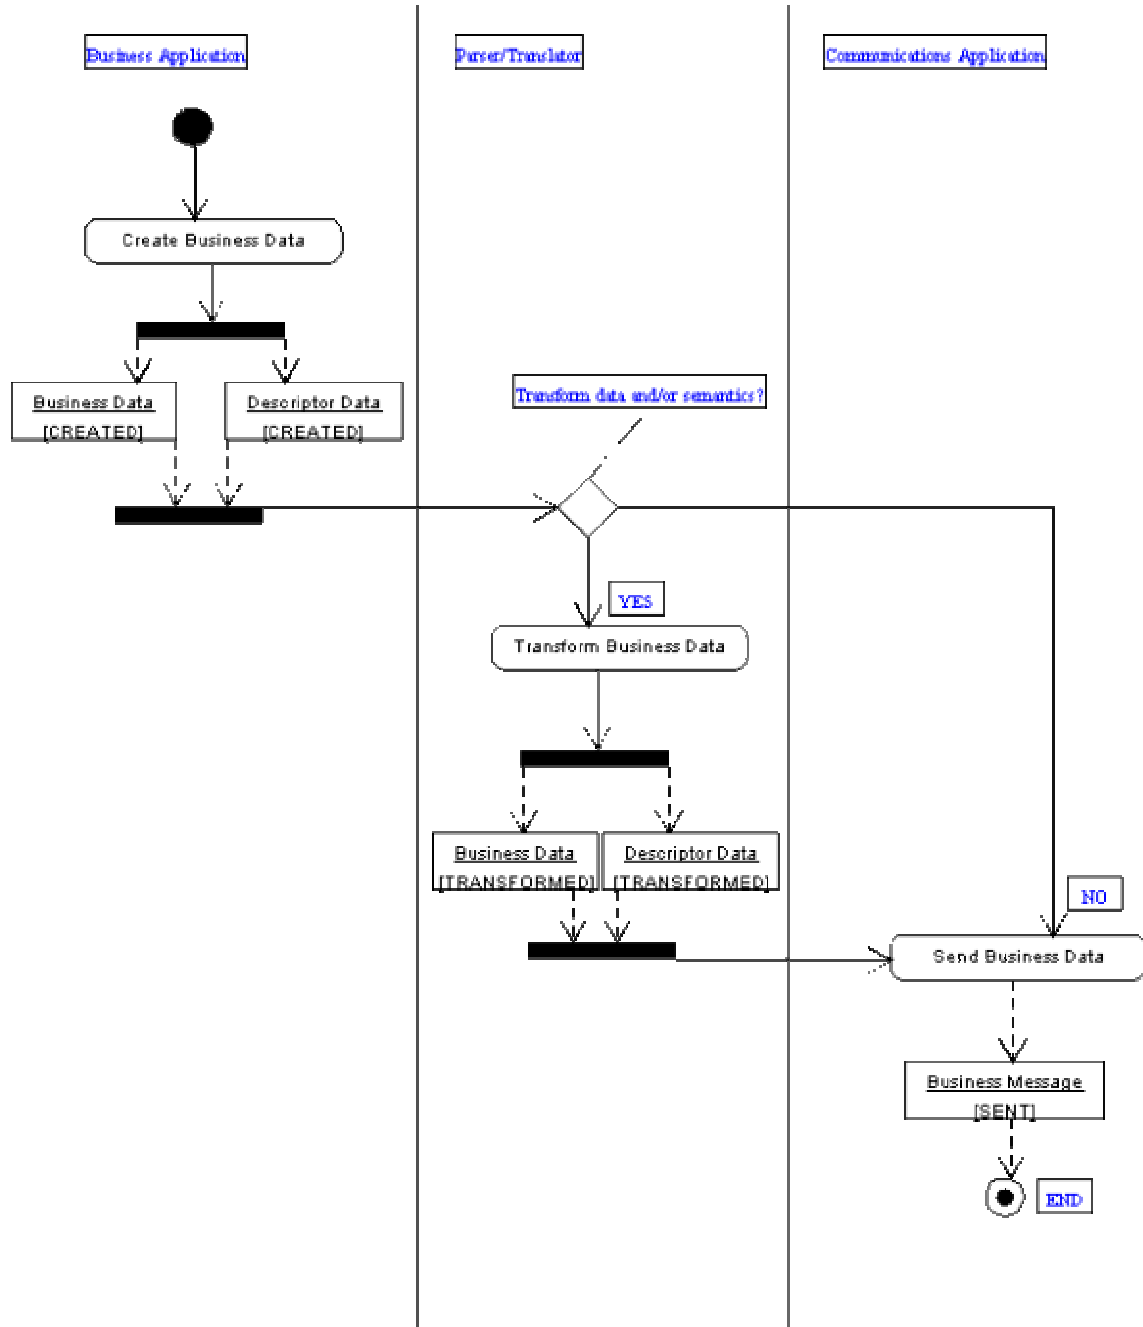 Business Application
Parser/Translator
Communications Application
Create Business Data
Business Data
[CREATED]
Descriptor Data
[CREATED]
Transform data and/or semantics?
YES
Transform Business Data
Business Data
[TRANSFORMED]
Descriptor Data
[TRANSFORMED]
NO
Send Business Data
Business Message
[SENT]
END